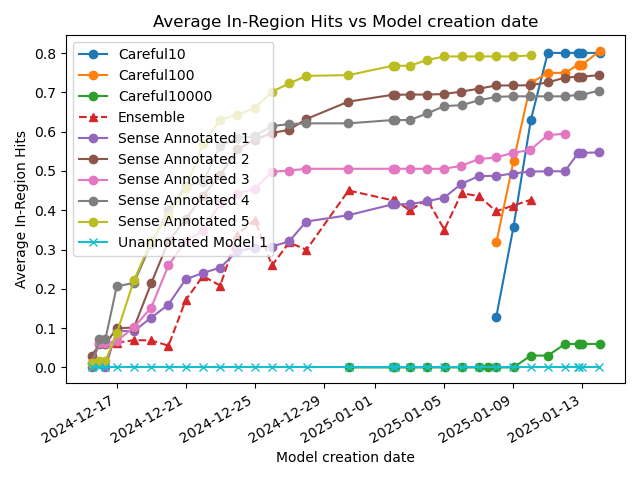 Average In-Region Hits vs Model creation date
Careful10
Careful100
Careful10000
Ensemble
Sense Annotated 1
Sense Annotated 2
Sense Annotated 3
Sense Annotated 4
Sense Annotated 5
Unannotated Model 1
Average In-Region Hits
0.8
0.7
0.6
0.5
0.4
0.3
0.2
0.1
0.0
2024-12-17
2024-12-21
2024-12-25
2024-12-29
2025-01-01
2025-01-05
2025-01-09
2025-01-13
Model creation date